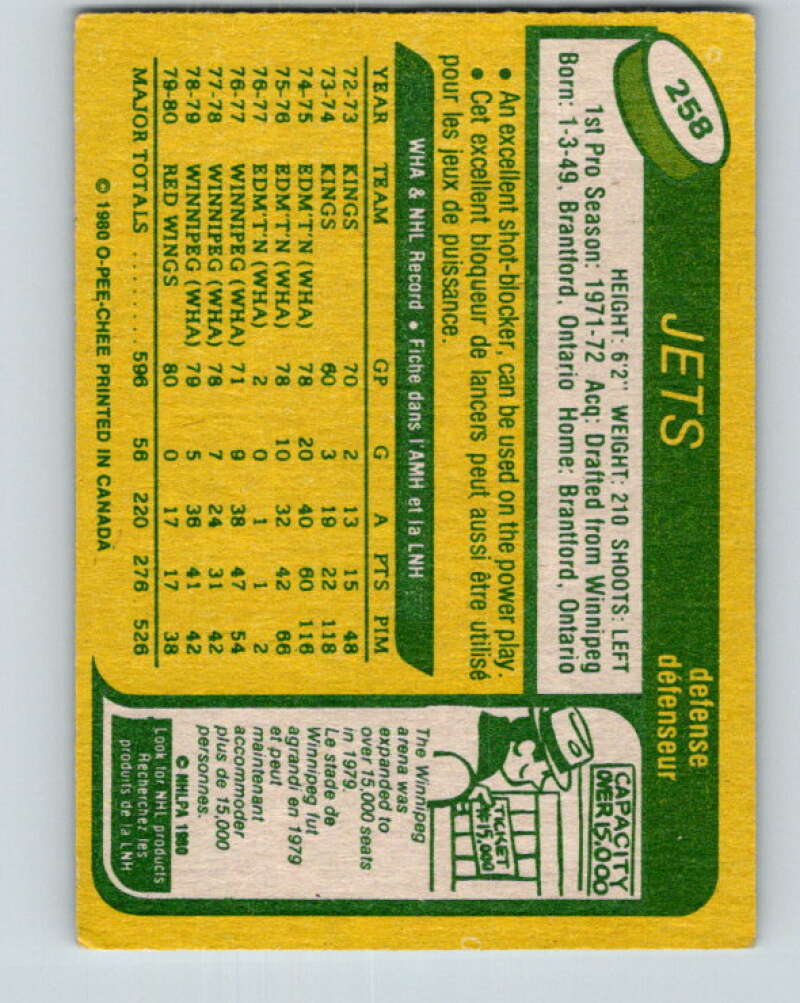 258
JETS
defense
défenseur
HEIGHT: 6'2" WEIGHT: 210 SHOOTS: LEFT
1st Pro Season: 1971-72 Acq: Drafted from Winnipeg
Born: 1-3-49, Brantford, Ontario Home: Brantford, Ontario
• An excellent shot-blocker, can be used on the power play.
• Cet excellent bloqueur de lancers peut aussi être utilisé
pour les jeux de puissance.
WHA & NHL Record • Fiche dans l'AMH et la LNH
YEAR TEAM GP G A PTS PIM
72-73 KINGS 70 2 13 15 48
73-74 KINGS 60 3 19 22 118
74-75 EDM'T'N (WHA) 78 20 40 60 116
75-76 EDM'T'N (WHA) 78 10 32 42 66
76-77 EDM'T'N (WHA) 2 0 1 1 2
76-77 WINNIPEG (WHA) 71 9 38 47 54
77-78 WINNIPEG (WHA) 78 7 24 31 42
78-79 WINNIPEG (WHA) 79 5 36 41 42
79-80 RED WINGS 80 0 17 17 38
MAJOR TOTALS ........ 596 56 220 276 526
© 1980 O-PEE-CHEE PRINTED IN CANADA
CAPACITY
OVER 15,000
TICKET
#15,000
The Winnipeg
arena was
expanded to
over 15,000 seats
in 1979.
Le stade de
Winnipeg fut
agrandi en 1979
et peut
maintenant
accommoder
plus de 15,000
personnes.
© NHLPA 1980
Look for NHL products
Recherchez les
produits de la LNH